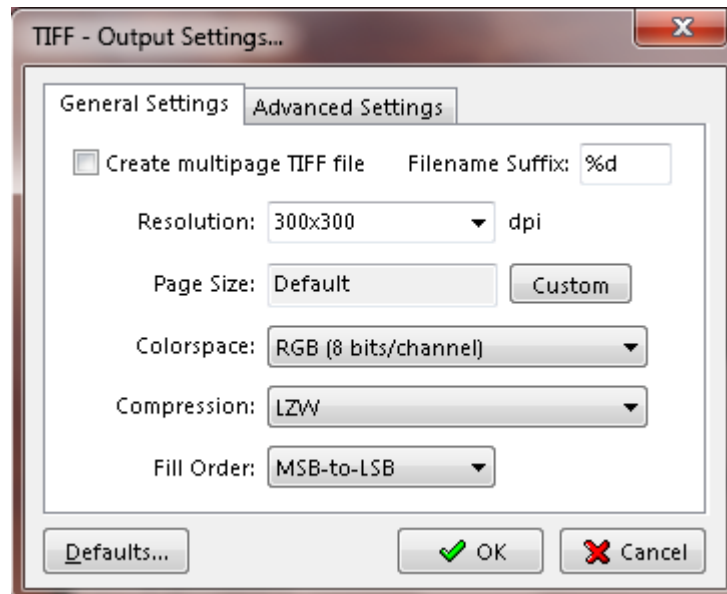 TIFF - Output Settings...
General Settings Advanced Settings
Create multipage TIFF file Filename Suffix: %d
Resolution: 300x300 dpi
Page Size: Default Custom
Colorspace: RGB (8 bits/channel)
Compression: LZW
Fill Order: MSB-to-LSB
Defaults... OK Cancel